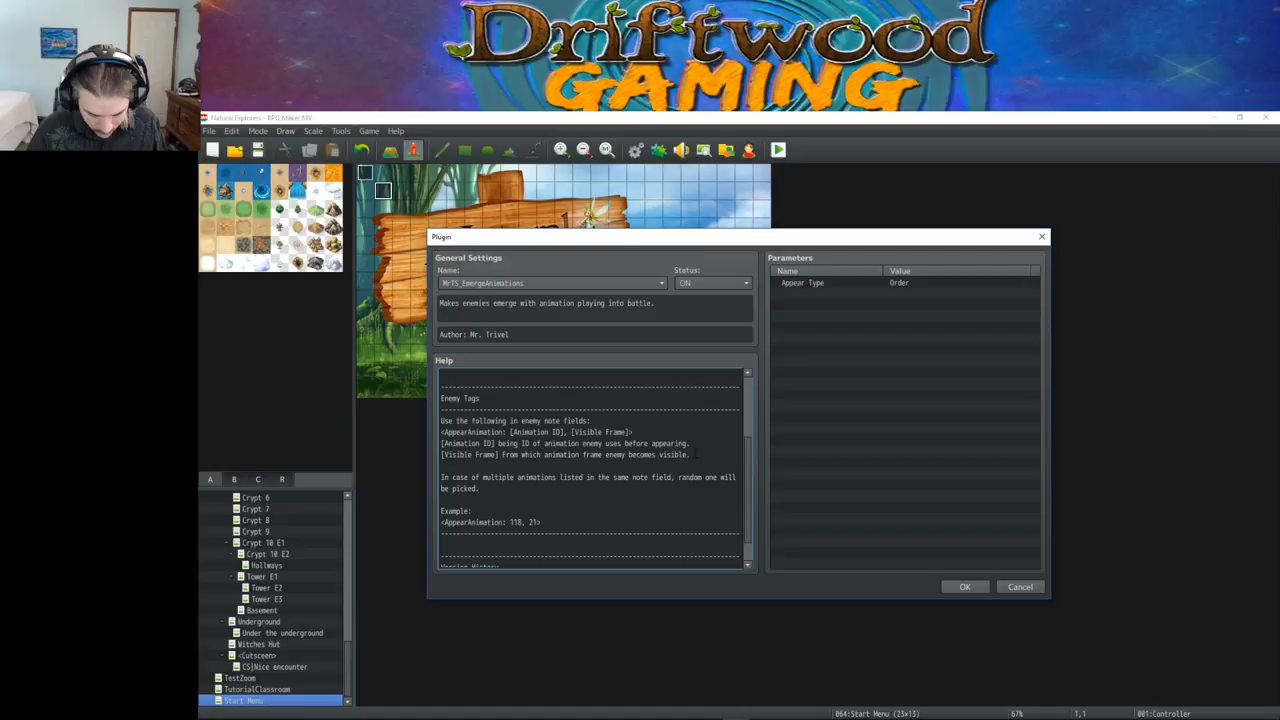 Driftwood
GAMING
Natural Explorers - RPG Maker MV
File Edit Mode Draw Scale Tools Game Help
Plugin
General Settings
Name:
Status:
MrTS_EmergeAnimations
ON
Makes enemies emerge with animation playing into battle.
Author: Mr. Trivel
Help
Enemy Tags
Use the following in enemy note fields:
<AppearAnimation: [Animation ID], [Visible Frame]>
[Animation ID] being ID of animation enemy uses before appearing.
[Visible Frame] From which animation frame enemy becomes visible.
In case of multiple animations listed in the same note field, random one will
be picked.
Example:
<AppearAnimation: 118, 21>
Version History
Parameters
Name Value
Appear Type Order
OK Cancel
A B C R
Crypt 6
Crypt 7
Crypt 8
Crypt 9
Crypt 10 E1
Crypt 10 E2
Hallways
Tower E1
Tower E2
Tower E3
Basement
Underground
Under the underground
Witches Hut
<Cutsceen>
CS|Nice encounter
TestZoom
TutorialClassroom
Start Menu
064:Start Menu (23x13) 67% 1,1 001:Controller